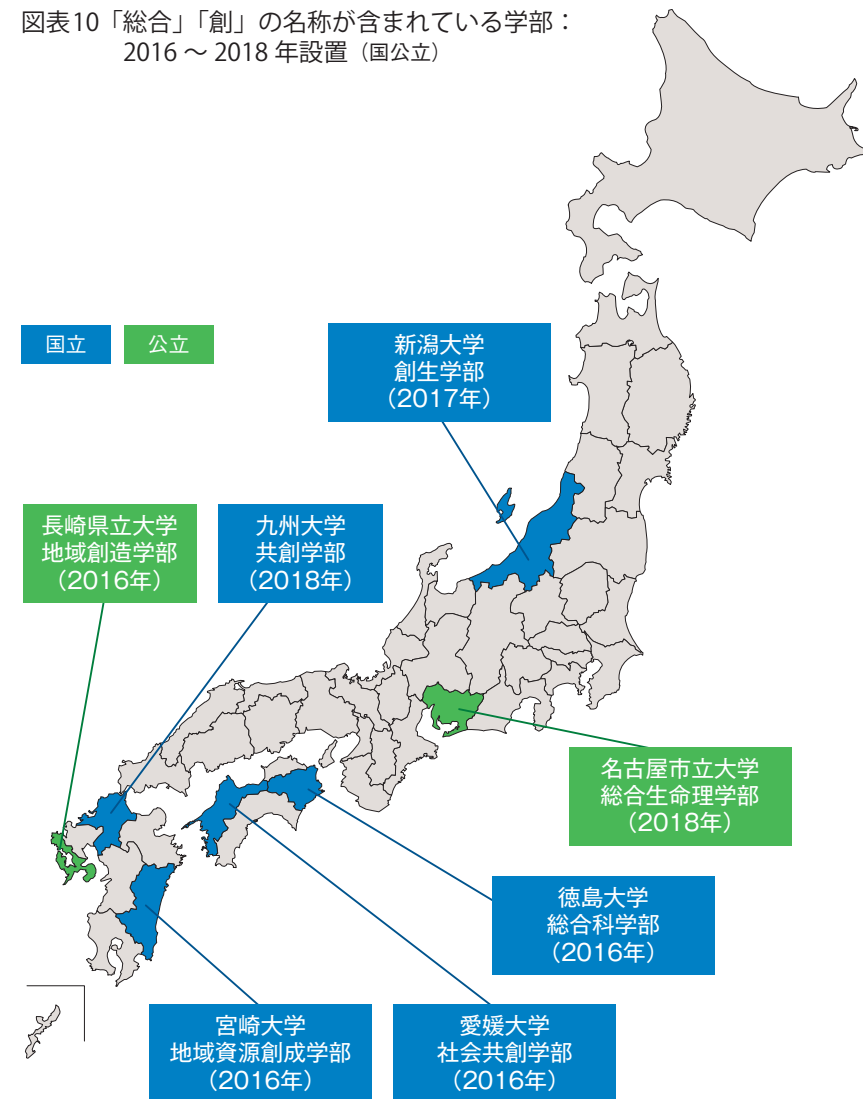 図表10「総合」「創」の名称が含まれている学部：
2016 ～ 2018 年設置（国公立）
国立
公立
新潟大学
創生学部
（2017年）
長崎県立大学
地域創造学部
（2016年）
九州大学
共創学部
（2018年）
名古屋市立大学
総合生命理学部
（2018年）
徳島大学
総合科学部
（2016年）
宮崎大学
地域資源創成学部
（2016年）
愛媛大学
社会共創学部
（2016年）